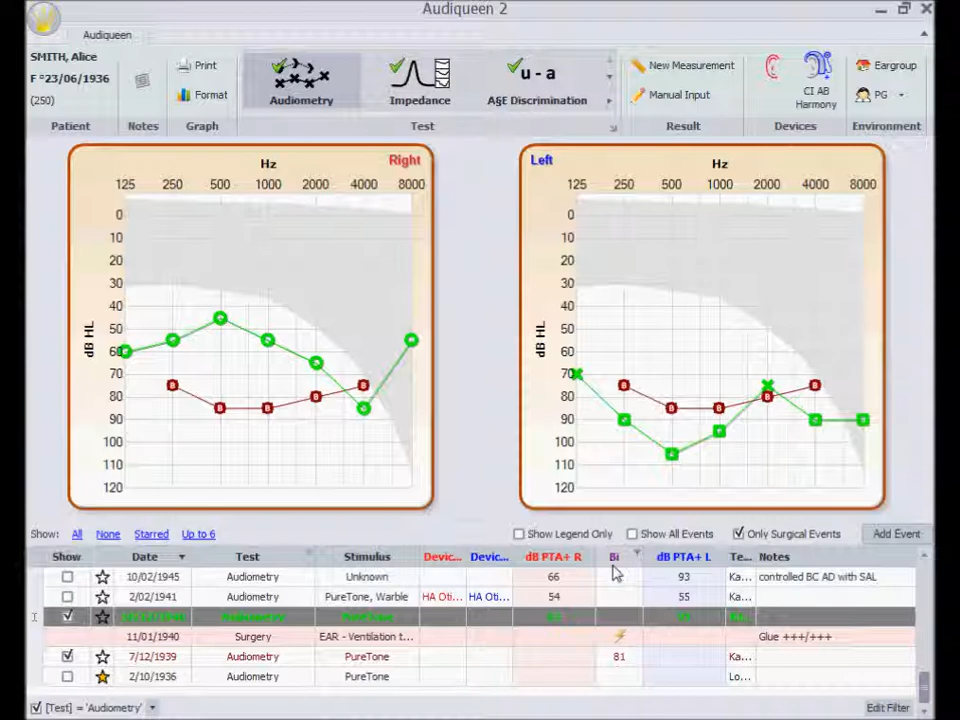 Audiqueen 2
Audiqueen
SMITH, Alice
F °23/06/1936
(250)
Patient
Notes
Print
Format
Graph
Audiometry
Impedance
u - a
A§E Discrimination
Test
New Measurement
Manual Input
Result
CI AB
Harmony
Devices
Eargroup
PG
Environment
Hz Right
125 250 500 1000 2000 4000 8000
dB HL
0
10
20
30
40
50
60
70
80
90
100
110
120
B B B B B
Left Hz
125 250 500 1000 2000 4000 8000
dB HL
0
10
20
30
40
50
60
70
80
90
100
110
120
B B B B B
Show: All None Starred Up to 6 Show Legend Only Show All Events Only Surgical Events Add Event
Show Date Test Stimulus Devic... Devic... dB PTA+ R Bi dB PTA+ L Te... Notes
10/02/1945 Audiometry Unknown 66 93 Ka... controlled BC AD with SAL
2/02/1941 Audiometry PureTone, Warble HA Oti... HA Oti... 54 55 Ka...
11/01/1940 Surgery EAR - Ventilation t... Glue +++/+++
7/12/1939 Audiometry PureTone 81 Ka...
2/10/1936 Audiometry PureTone Lo...
[Test] = 'Audiometry' Edit Filter